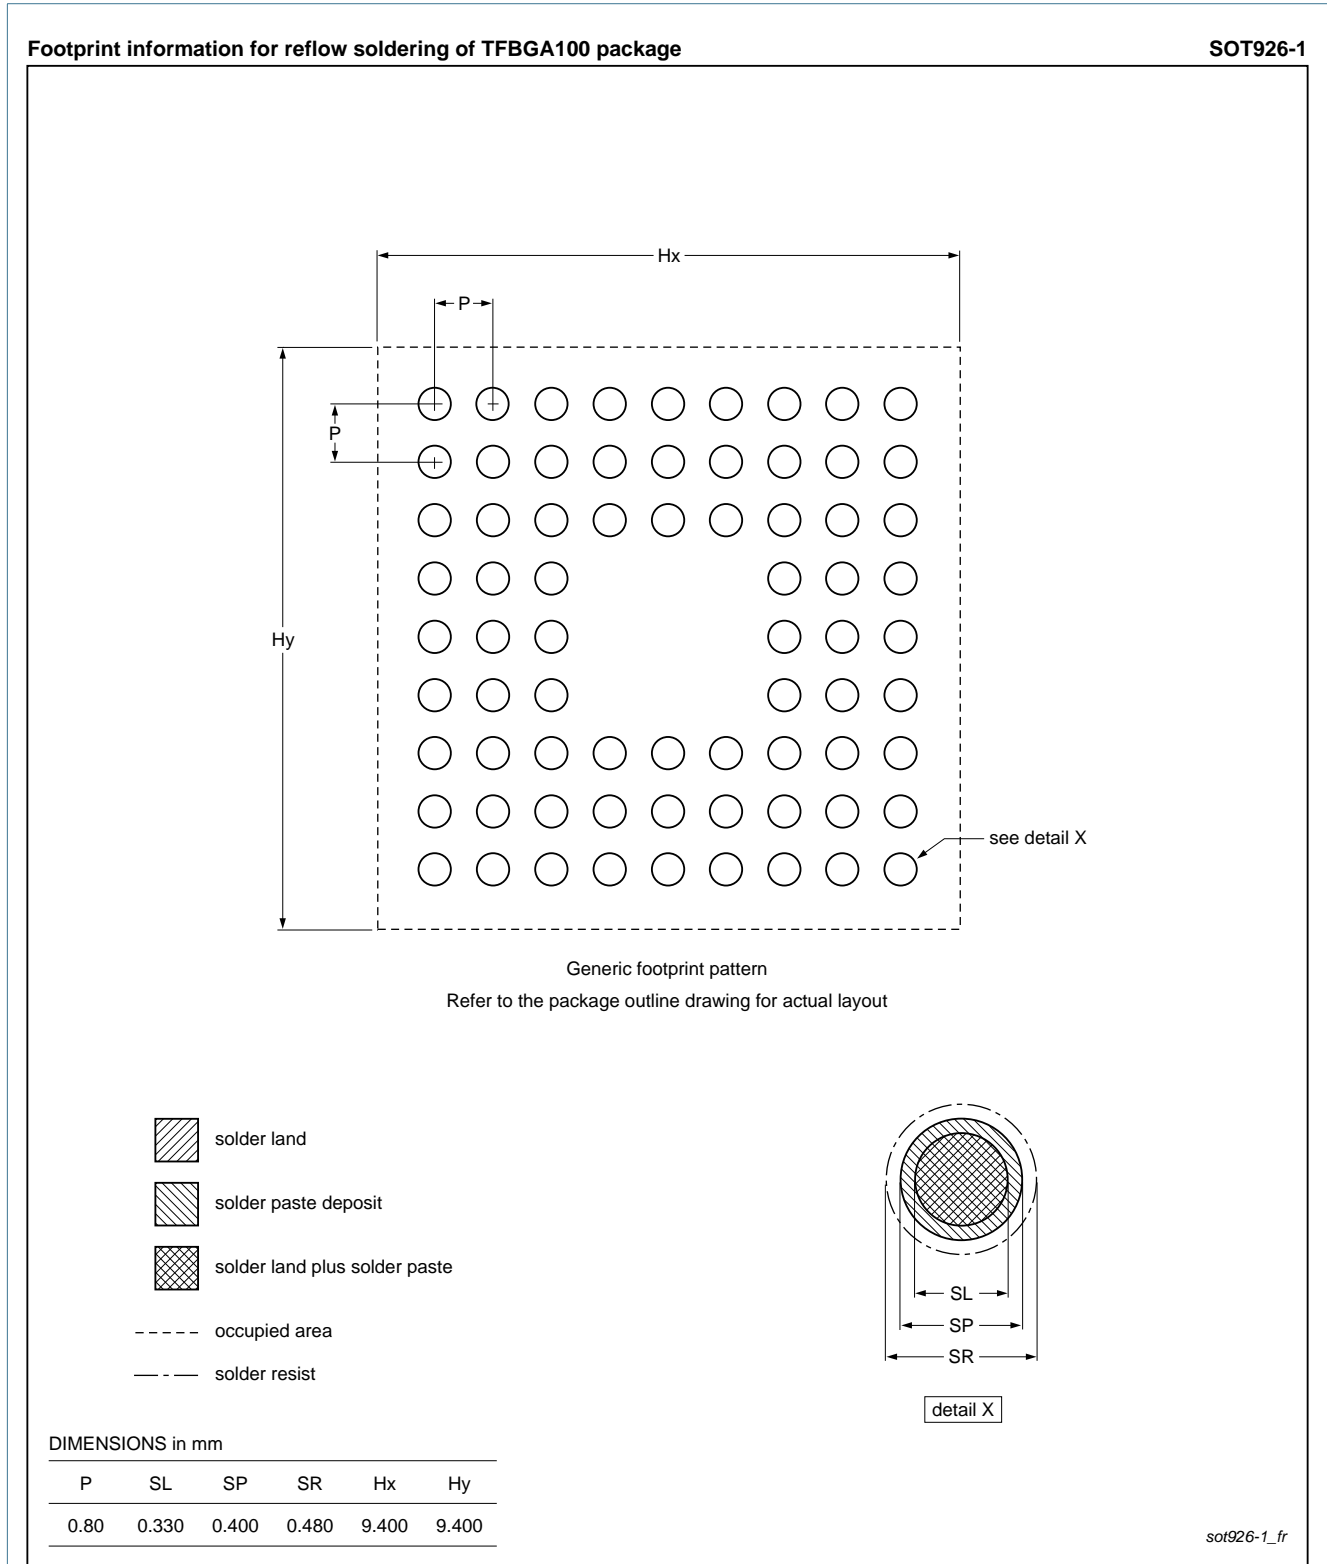 Footprint information for reflow soldering of TFBGA100 package SOT926-1
Hx
P
P
Hy
see detail X
Generic footprint pattern
Refer to the package outline drawing for actual layout
solder land
solder paste deposit
solder land plus solder paste
occupied area
solder resist
SL
SP
SR
detail X
DIMENSIONS in mm
P SL SP SR Hx Hy
0.80 0.330 0.400 0.480 9.400 9.400
sot926-1_fr